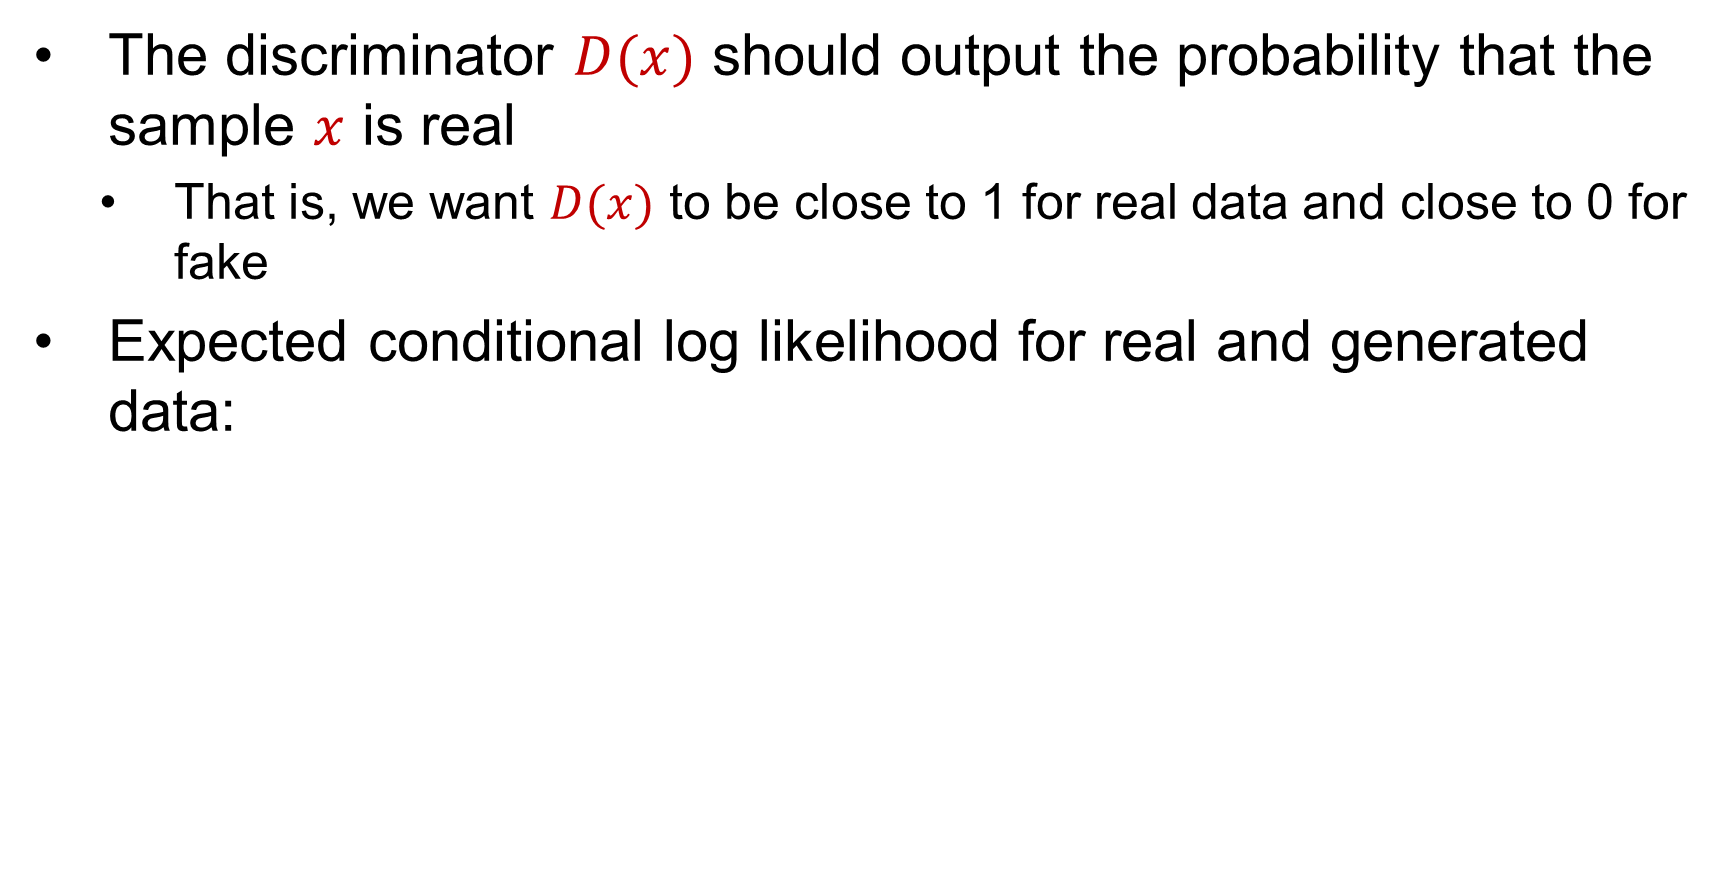 • The discriminator D(x) should output the probability that the
sample x is real
• That is, we want D(x) to be close to 1 for real data and close to 0 for
fake
• Expected conditional log likelihood for real and generated
data: